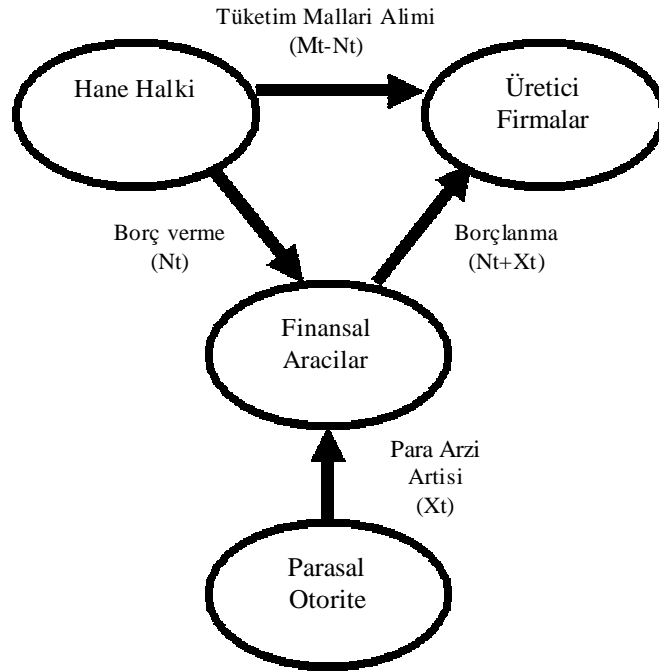 Tüketim Mallari Alimi
(Mt-Nt)
Hane Halki
Üretici
Firmalar
Borç verme
(Nt)
Borçlanma
(Nt+Xt)
Finansal
Aracilar
Para Arzi
Artisi
(Xt)
Parasal
Otorite